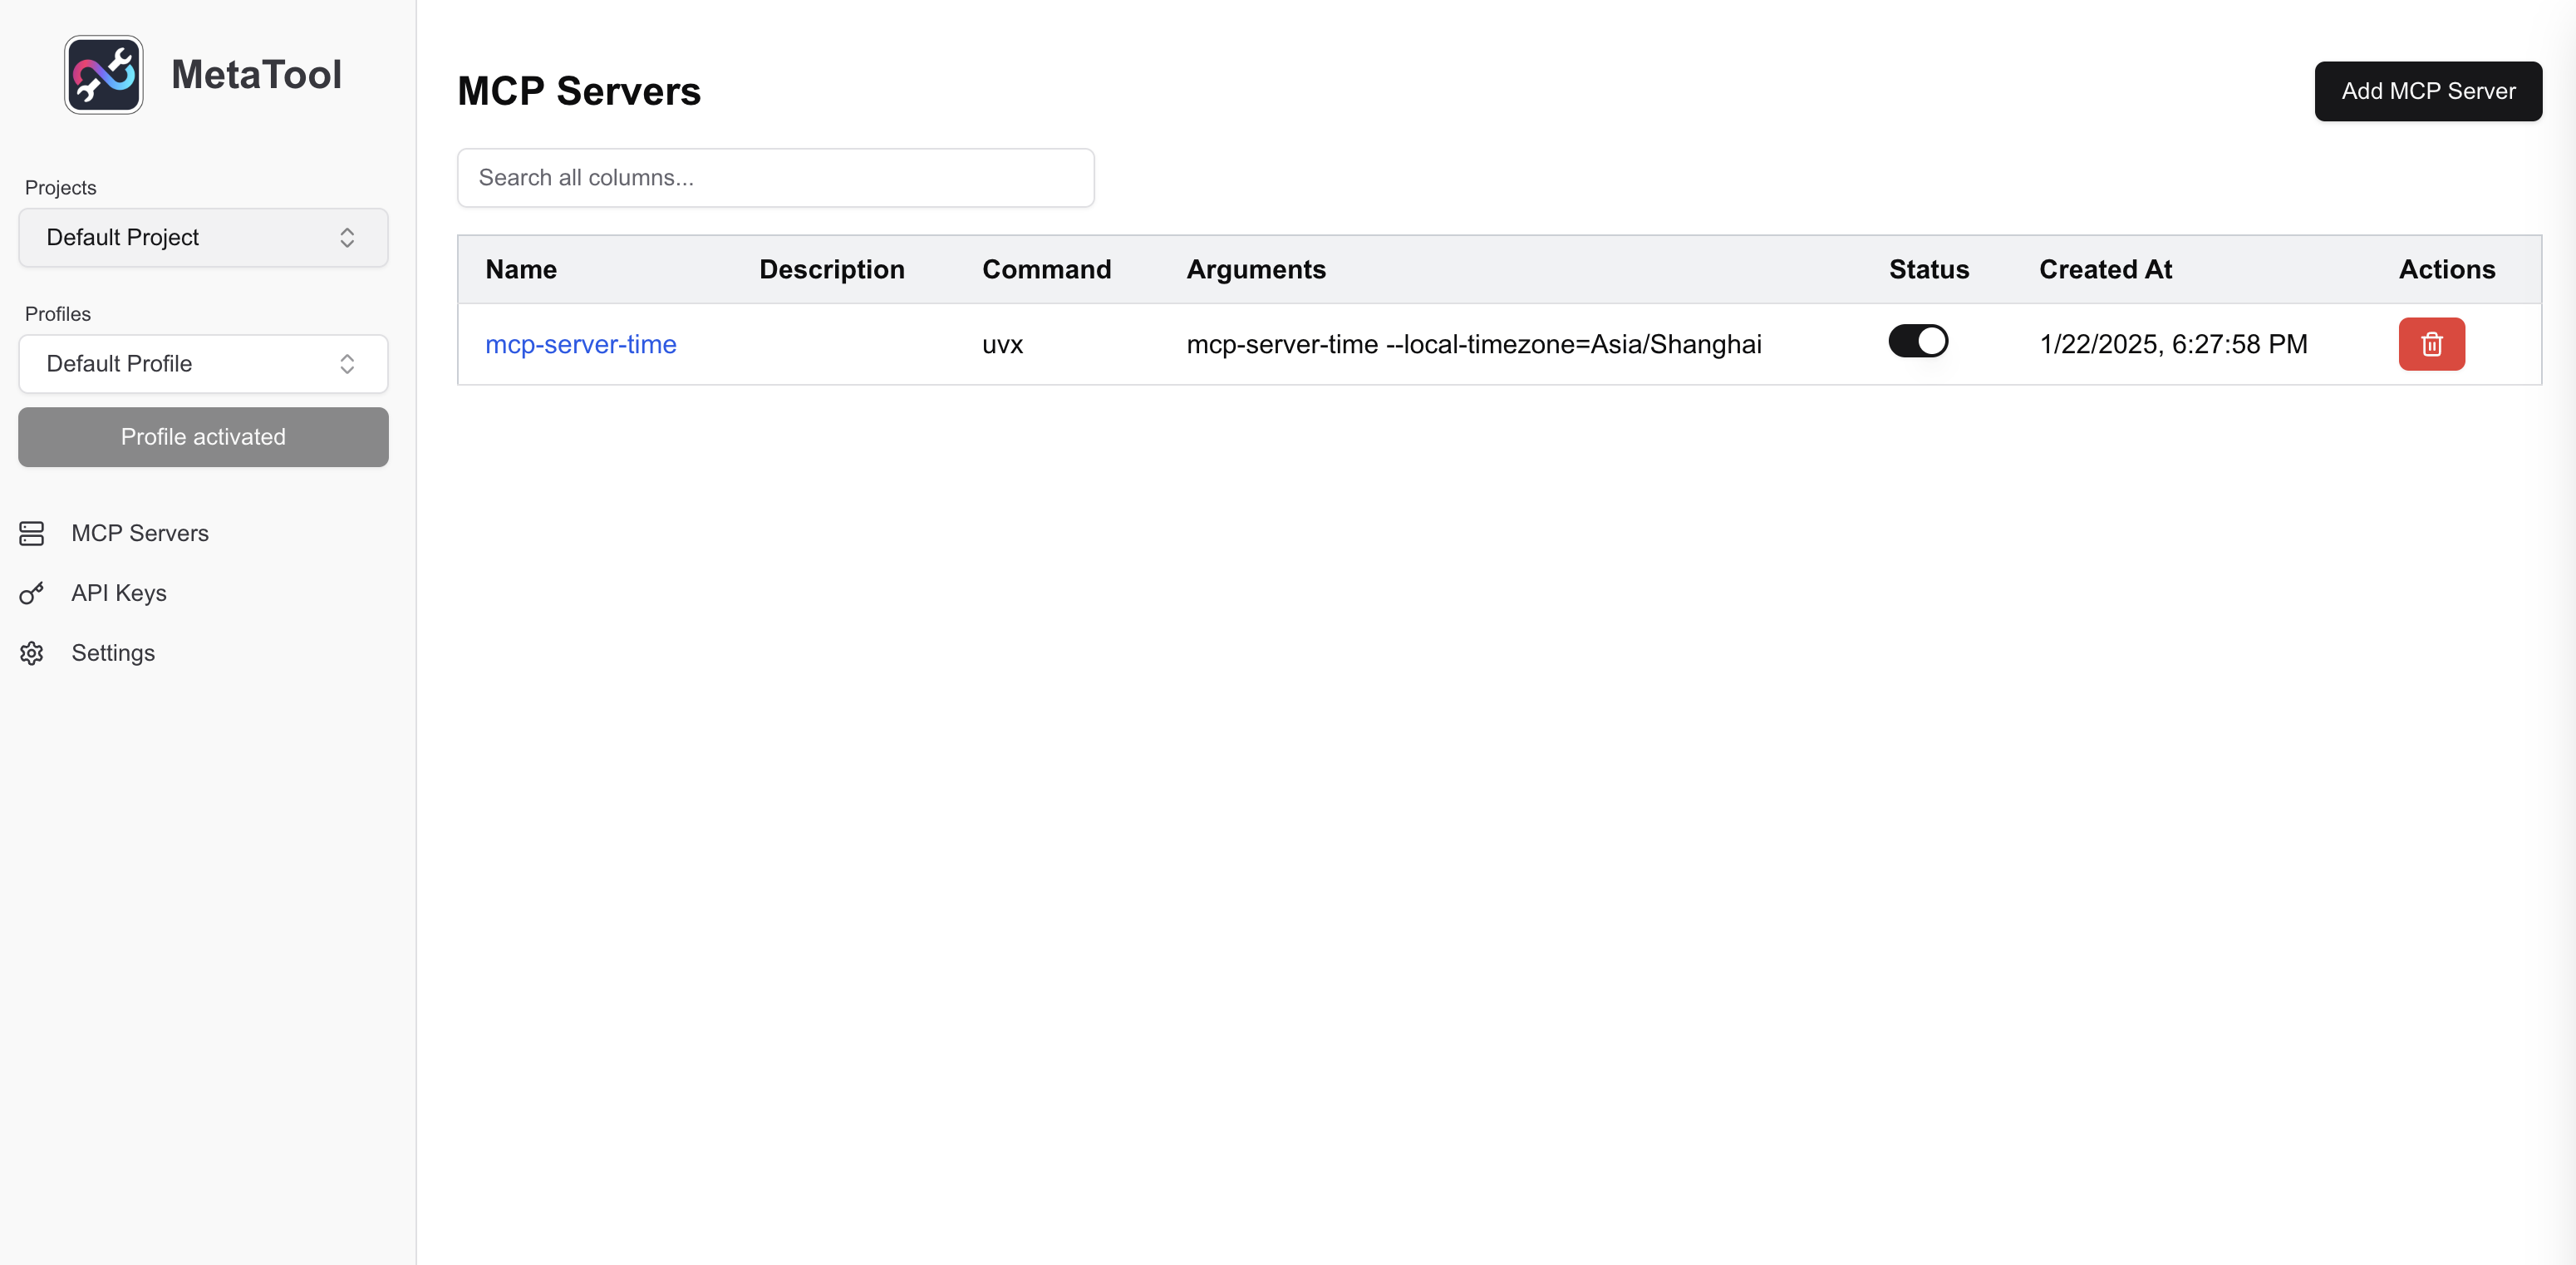 MetaTool
Projects
Default Project
Profiles
Default Profile
Profile activated
MCP Servers
API Keys
Settings
MCP Servers
Add MCP Server
Search all columns...
Name Description Command Arguments Status Created At Actions
mcp-server-time uvx mcp-server-time --local-timezone=Asia/Shanghai 1/22/2025, 6:27:58 PM